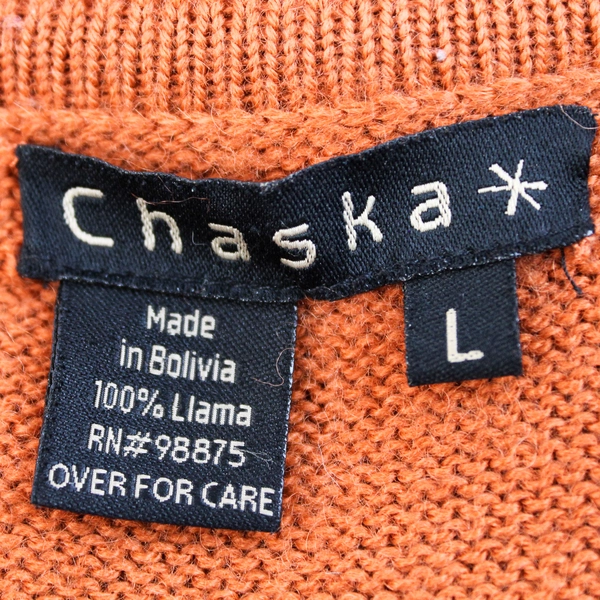 Chaska*
L
Made
in Bolivia
100% Llama
RN#98875
OVER FOR CARE